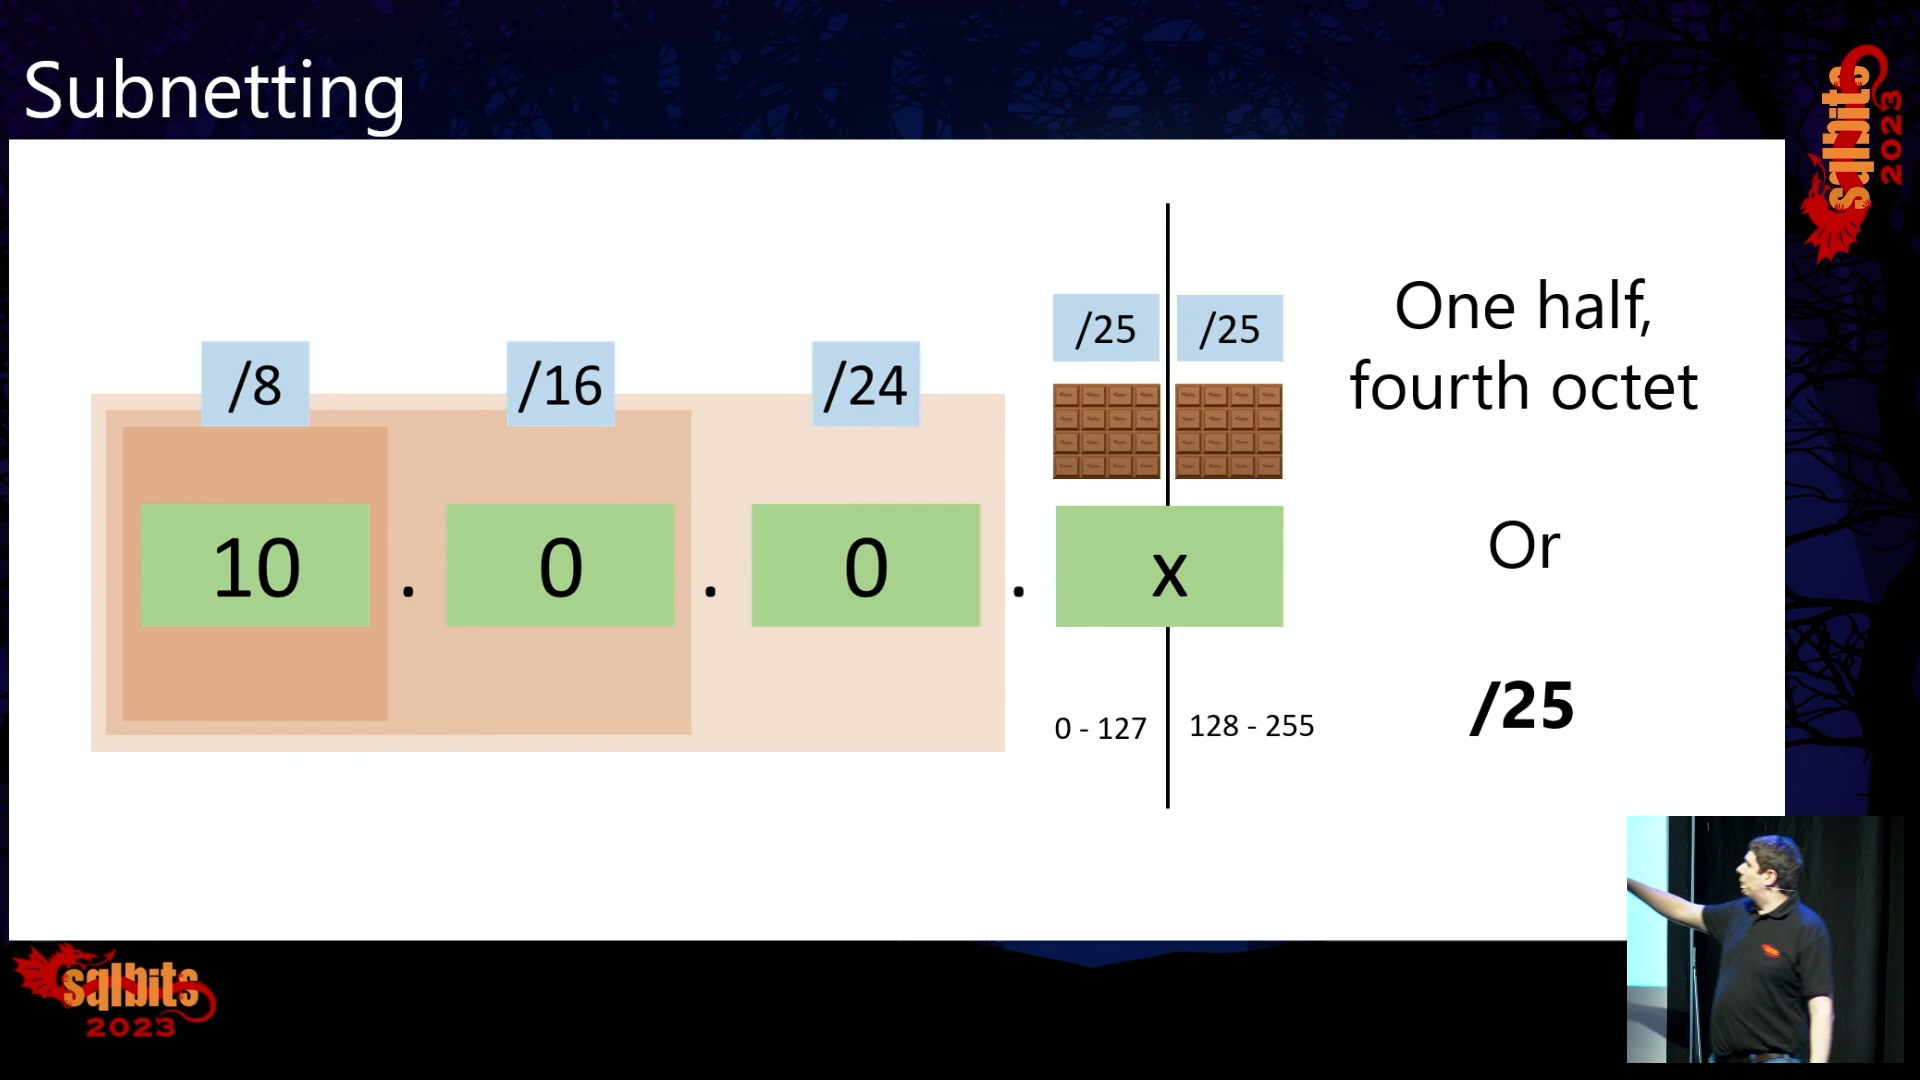 Subnetting
sqlbits
2023
/8
/16
/24
/25
/25
10 . 0 . 0 . x
0 - 127
128 - 255
One half,
fourth octet
Or
/25
sqlbits
2023